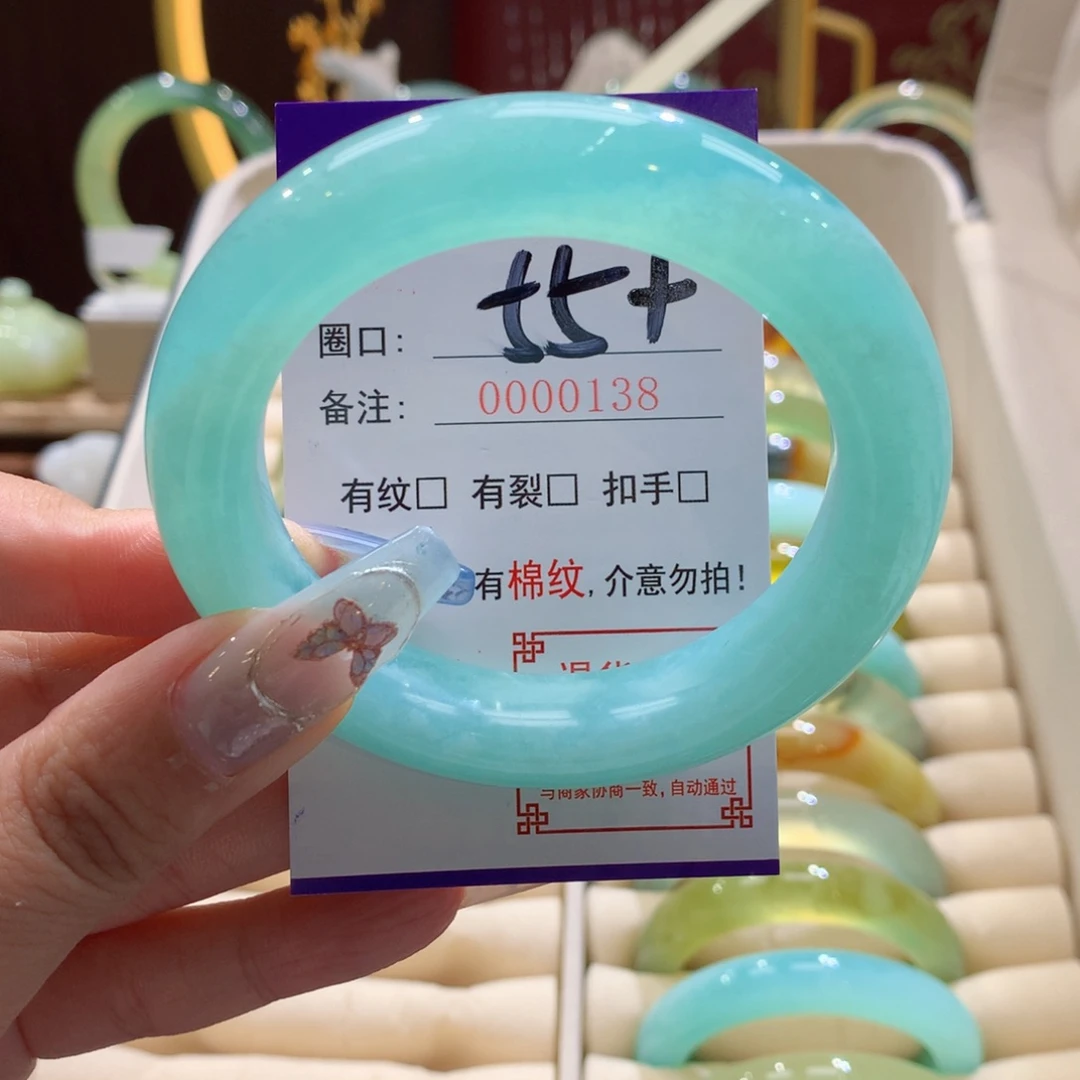 圈口: 55+
备注: 0000138
有纹□ 有裂□ 扣手□
有棉纹,介意勿拍!
与商家协商一致,自动通过